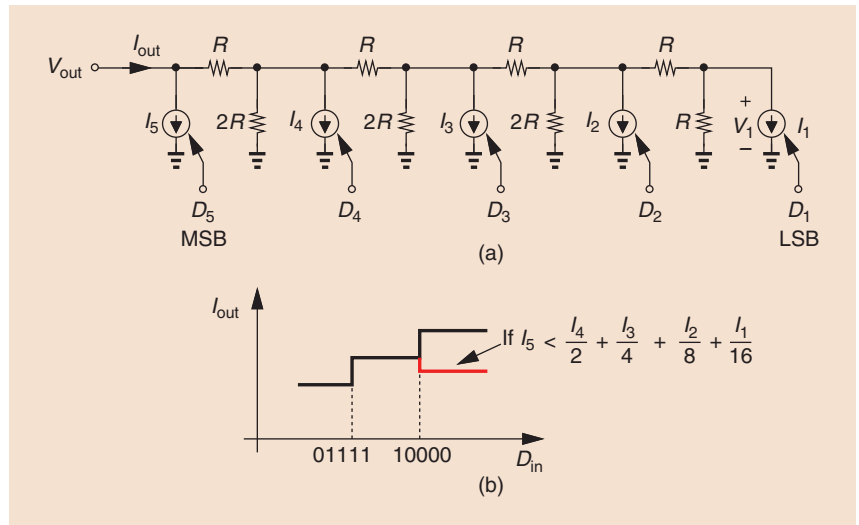 I_out R R R R
V_out
I_5 2R I_4 2R I_3 2R I_2 R + V_1 − I_1
D_5 D_4 D_3 D_2 D_1
MSB LSB
(a)
I_out
If I_5 < I_4/2 + I_3/4 + I_2/8 + I_1/16
01111 10000 D_in
(b)